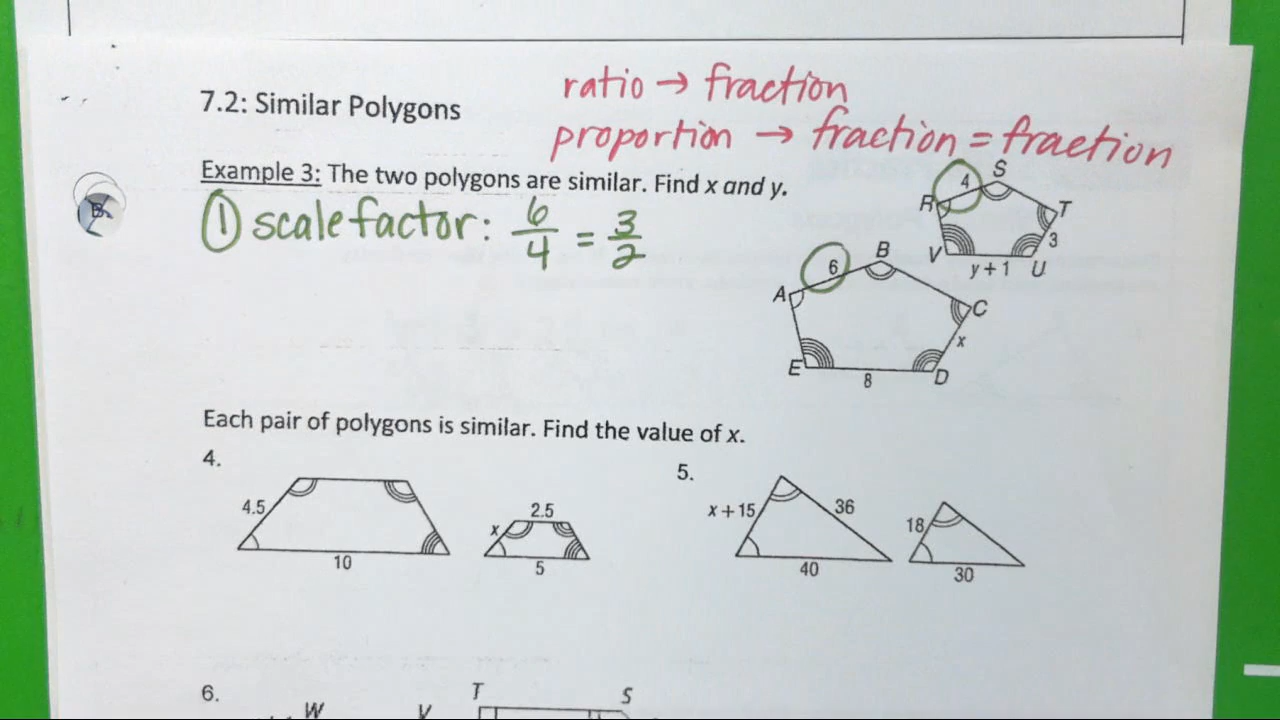 ratio → fraction
7.2: Similar Polygons
proportion → fraction = fraction
Example 3: The two polygons are similar. Find x and y.
① scale factor: 6/4 = 3/2
4
S
R
T
3
V
y + 1
U
B
6
A
C
x
E
8
D
Each pair of polygons is similar. Find the value of x.
4.
4.5
10
2.5
x
5
5.
x + 15
36
40
18
30
6.
W
V
T
S